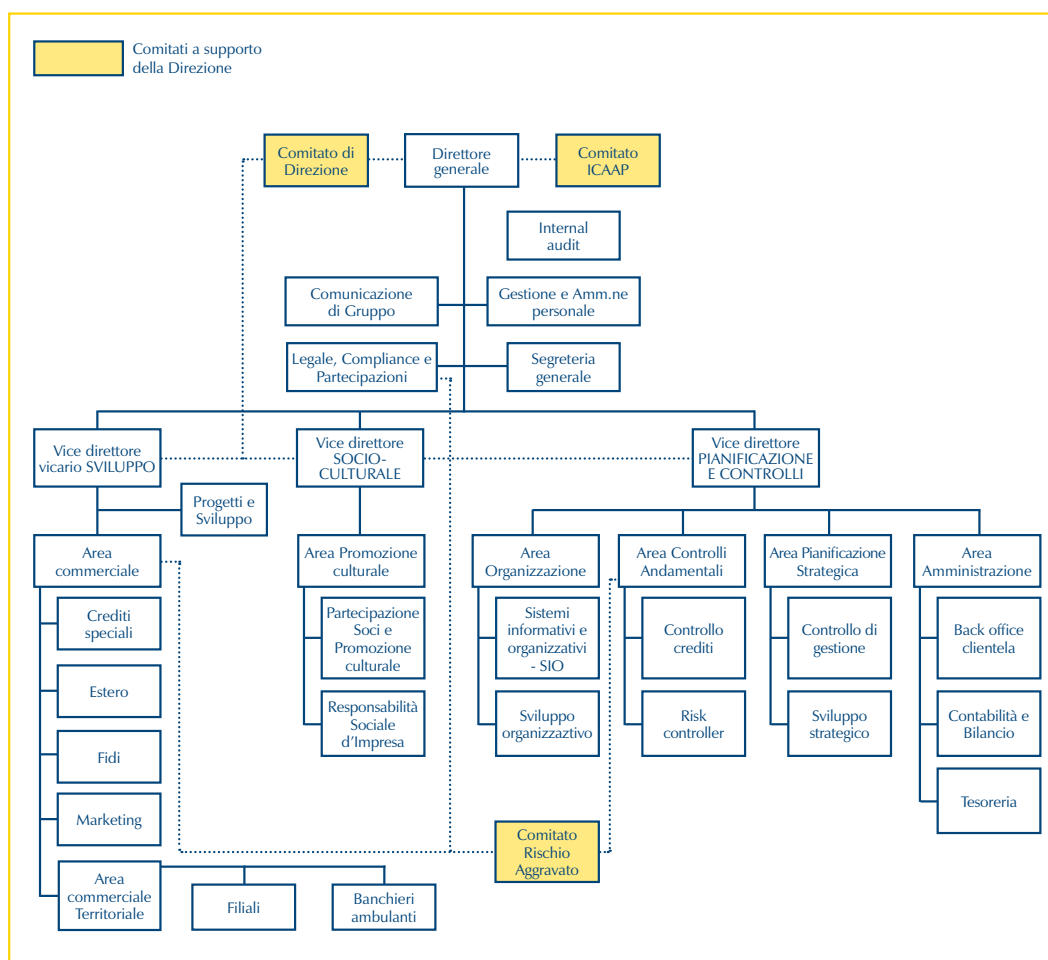 Comitati a supporto
della Direzione
Comitato di
Direzione
Direttore
generale
Comitato
ICAAP
Internal
audit
Comunicazione
di Gruppo
Gestione e Amm.ne
personale
Legale, Compliance e
Partecipazioni
Segreteria
generale
Vice direttore
vicario SVILUPPO
Vice direttore
SOCIO-
CULTURALE
Vice direttore
PIANIFICAZIONE
E CONTROLLI
Progetti e
Sviluppo
Area
commerciale
Area Promozione
culturale
Area
Organizzazione
Area Controlli
Andamentali
Area Pianificazione
Strategica
Area
Amministrazione
Crediti
speciali
Partecipazione
Soci e
Promozione
culturale
Sistemi
informativi e
organizzativi
- SIO
Controllo
crediti
Controllo di
gestione
Back office
clientela
Estero
Responsabilità
Sociale
d’Impresa
Sviluppo
organizzaztivo
Risk
controller
Sviluppo
strategico
Contabilità e
Bilancio
Fidi
Marketing
Tesoreria
Comitato
Rischio
Aggravato
Area
commerciale
Territoriale
Filiali
Banchieri
ambulanti